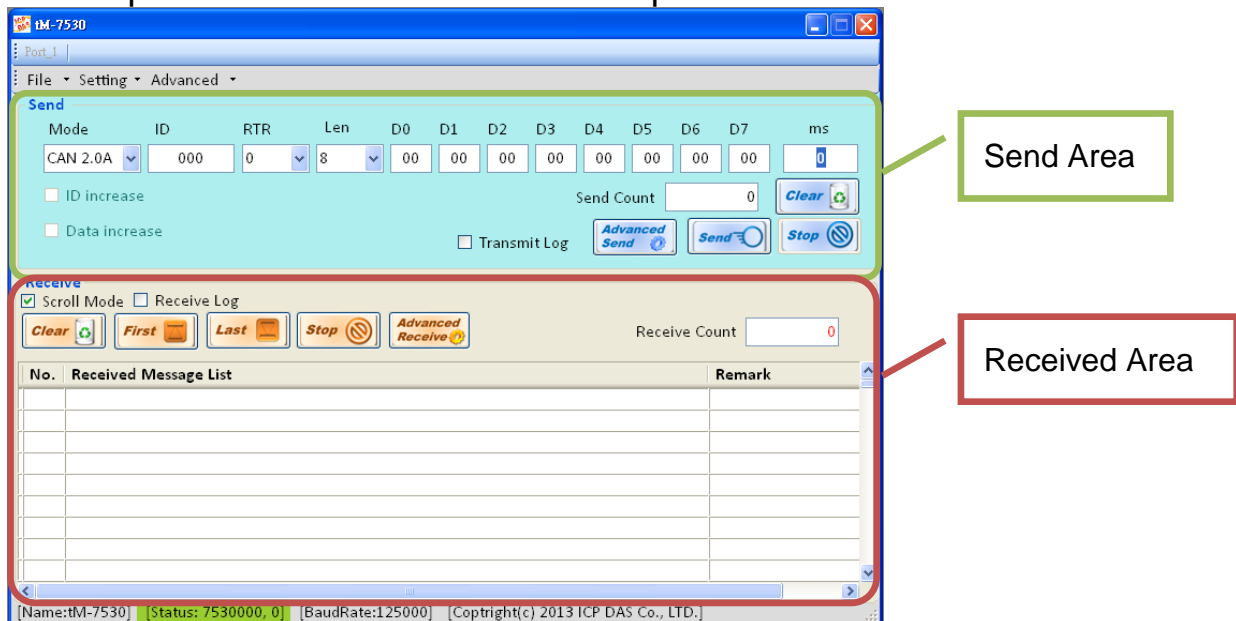 tM-7530
Port_1
File Setting Advanced
Send
Mode ID RTR Len D0 D1 D2 D3 D4 D5 D6 D7 ms
CAN 2.0A 000 0 8 00 00 00 00 00 00 00 00 0
ID increase Send Count 0 Clear
Data increase Transmit Log Advanced Send Send Stop
Send Area
Receive
Scroll Mode Receive Log
Clear First Last Stop Advanced Receive Receive Count 0
No. Received Message List Remark
Received Area
[Name:tM-7530] [Status: 7530000, 0] [BaudRate:125000] [Coptright(c) 2013 ICP DAS Co., LTD.]